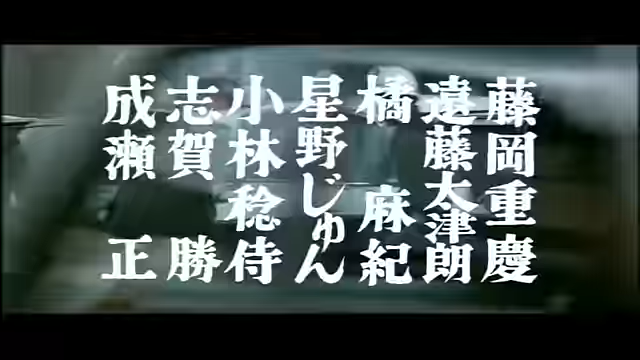 藤岡重慶
遠藤太津朗
橘麻紀
星野じゅん
小林稔侍
志賀勝
成瀬正